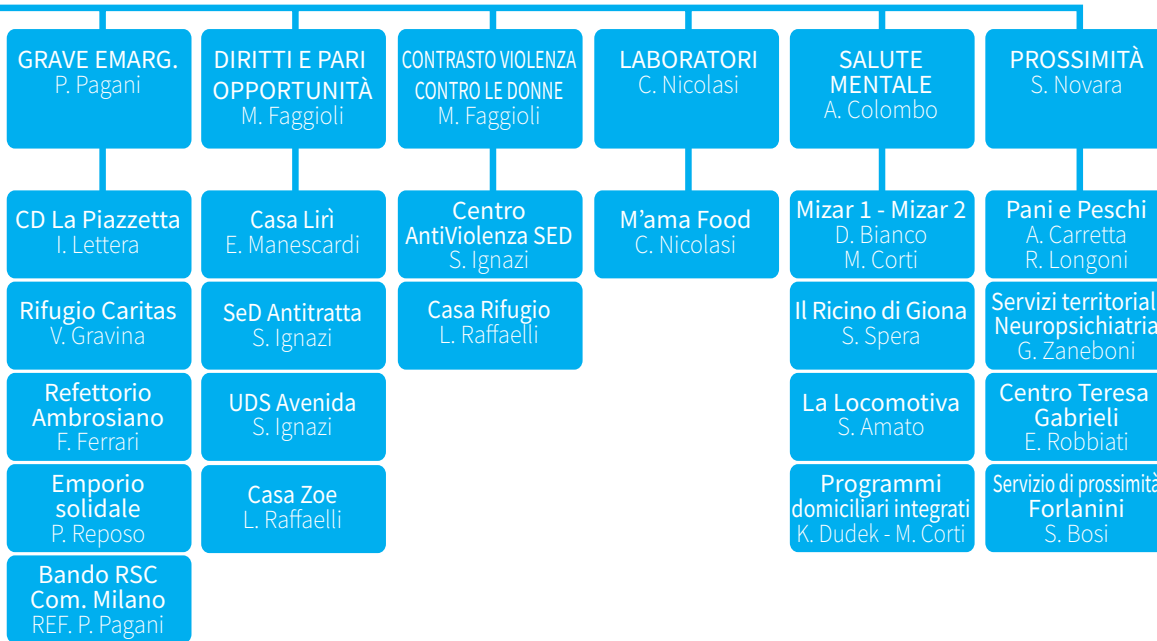 GRAVE EMARG.
P. Pagani
CD La Piazzetta
I. Lettera
Rifugio Caritas
V. Gravina
Refettorio
Ambrosiano
F. Ferrari
Emporio
solidale
P. Reposo
Bando RSC
Com. Milano
REF. P. Pagani
DIRITTI E PARI
OPPORTUNITÀ
M. Faggioli
Casa Lirì
E. Manescardi
SeD Antitratta
S. Ignazi
UDS Avenida
S. Ignazi
Casa Zoe
L. Raffaelli
CONTRASTO VIOLENZA
CONTRO LE DONNE
M. Faggioli
Centro
AntiViolenza SED
S. Ignazi
Casa Rifugio
L. Raffaelli
LABORATORI
C. Nicolasi
M'ama Food
C. Nicolasi
SALUTE
MENTALE
A. Colombo
Mizar 1 - Mizar 2
D. Bianco
M. Corti
Il Ricino di Giona
S. Spera
La Locomotiva
S. Amato
Programmi
domiciliari integrati
K. Dudek - M. Corti
PROSSIMITÀ
S. Novara
Pani e Peschi
A. Carretta
R. Longoni
Servizi territorial
Neuropsichiatria
G. Zaneboni
Centro Teresa
Gabrieli
E. Robbiati
Servizio di prossimità
Forlanini
S. Bosi